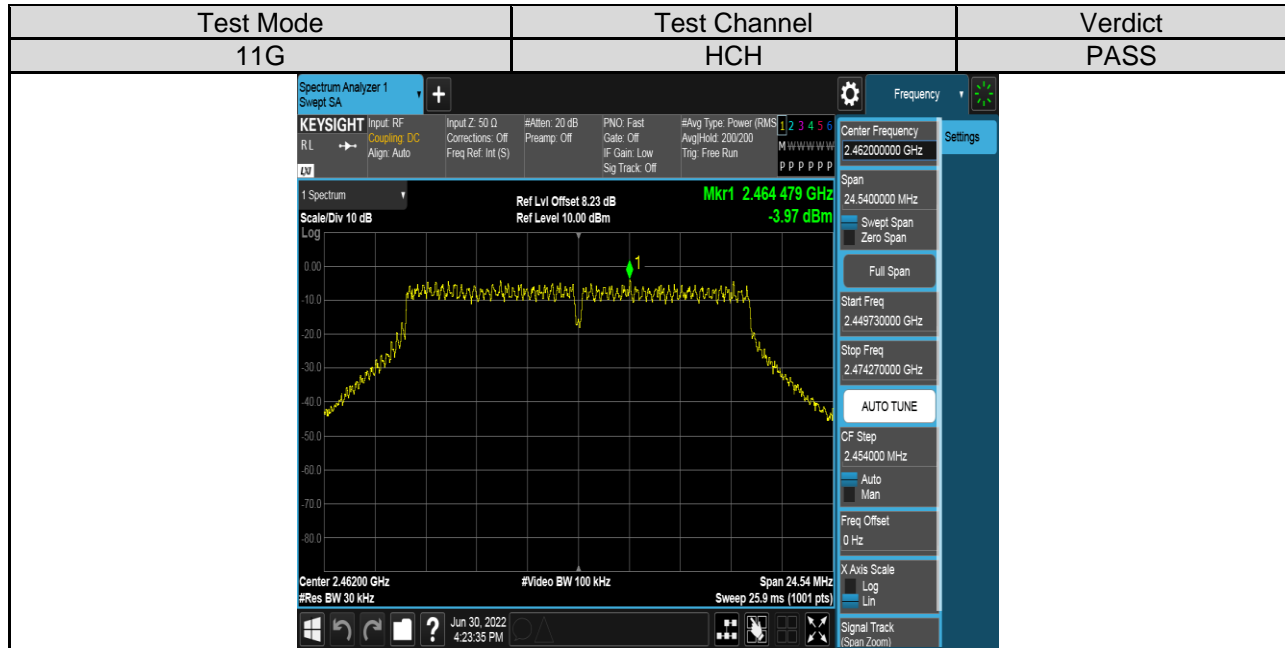 Test Mode Test Channel Verdict
11G HCH PASS
Spectrum Analyzer 1
Swept SA
+
Frequency
KEYSIGHT Input: RF Input Z: 50 Ω #Atten: 20 dB PNO: Fast #Avg Type: Power (RMS 1 2 3 4 5 6
Coupling: DC Corrections: Off Preamp: Off Gate: Off Avg|Hold: 200/200 M W W W W W
R L Align: Auto Freq Ref: Int (S) IF Gain: Low Trig: Free Run
Sig Track: Off P P P P P P
LXI
1 Spectrum Ref Lvl Offset 8.23 dB Mkr1 2.464 479 GHz
Scale/Div 10 dB Ref Level 10.00 dBm -3.97 dBm
Log
1
0.00
-10.0
-20.0
-30.0
-40.0
-50.0
-60.0
-70.0
-80.0
Center 2.46200 GHz #Video BW 100 kHz Span 24.54 MHz
#Res BW 30 kHz Sweep 25.9 ms (1001 pts)
? Jun 30, 2022
4:23:35 PM
Center Frequency
2.462000000 GHz
Settings
Span
24.5400000 MHz
Swept Span
Zero Span
Full Span
Start Freq
2.449730000 GHz
Stop Freq
2.474270000 GHz
AUTO TUNE
CF Step
2.454000 MHz
Auto
Man
Freq Offset
0 Hz
X Axis Scale
Log
Lin
Signal Track
(Span Zoom)